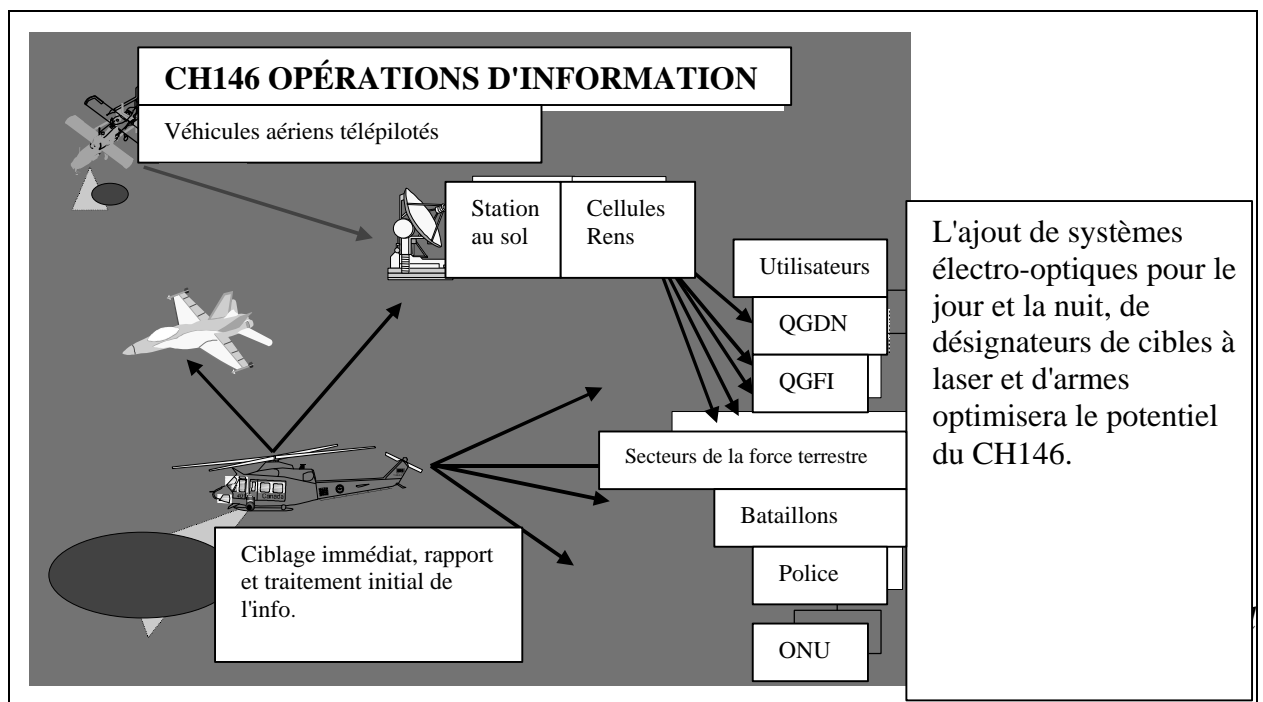 CH146 OPÉRATIONS D'INFORMATION
Véhicules aériens télépilotés
Station
au sol
Cellules
Rens
Utilisateurs
QGDN
QGFI
Secteurs de la force terrestre
Bataillons
Police
ONU
Ciblage immédiat, rapport
et traitement initial de
l'info.
L'ajout de systèmes
électro-optiques pour le
jour et la nuit, de
désignateurs de cibles à
laser et d'armes
optimisera le potentiel
du CH146.